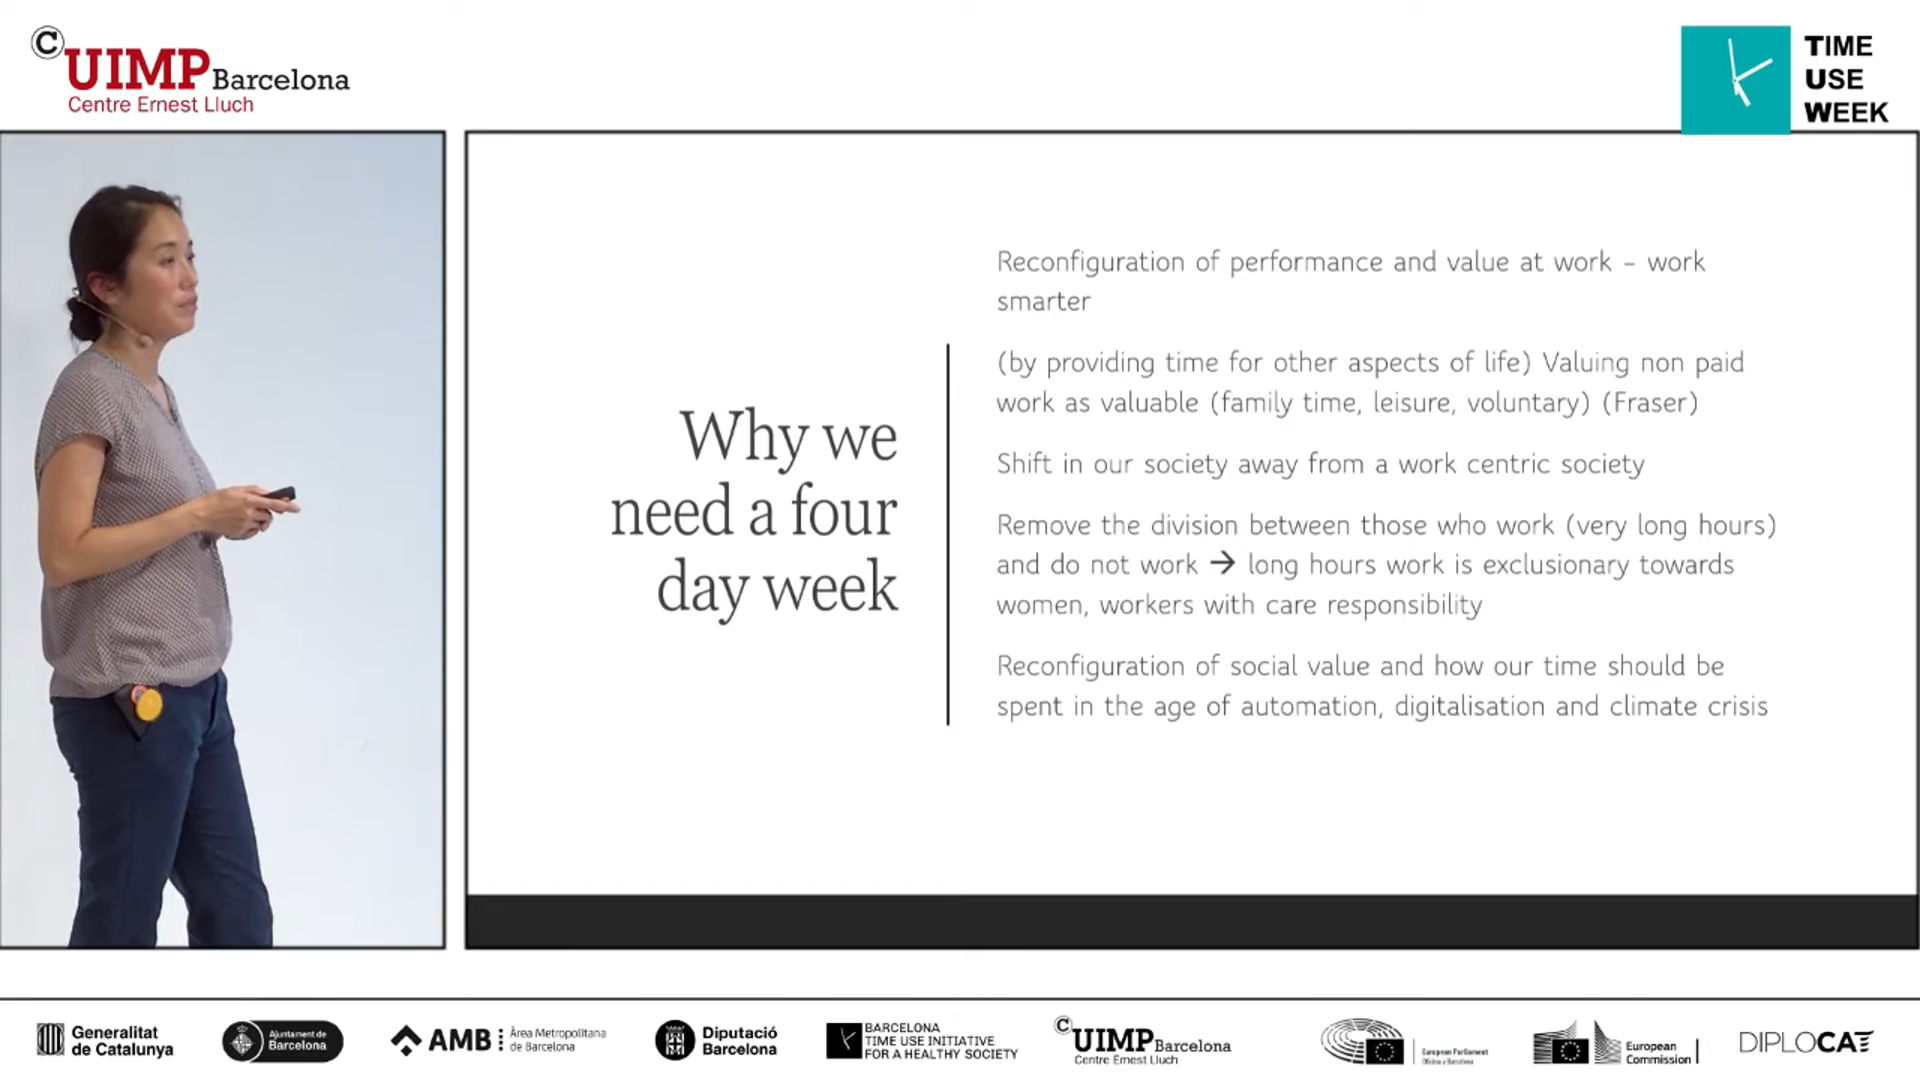 C
UIMP Barcelona
Centre Ernest Lluch
TIME
USE
WEEK
Why we
need a four
day week
Reconfiguration of performance and value at work – work
smarter
(by providing time for other aspects of life) Valuing non paid
work as valuable (family time, leisure, voluntary) (Fraser)
Shift in our society away from a work centric society
Remove the division between those who work (very long hours)
and do not work → long hours work is exclusionary towards
women, workers with care responsibility
Reconfiguration of social value and how our time should be
spent in the age of automation, digitalisation and climate crisis
Generalitat
de Catalunya
Ajuntament de
Barcelona
AMB
Àrea Metropolitana
de Barcelona
Diputació
Barcelona
BARCELONA
TIME USE INITIATIVE
FOR A HEALTHY SOCIETY
C
UIMP Barcelona
Centre Ernest Lluch
European Parliament
Oficina a Barcelona
European
Commission
DIPLOCAT